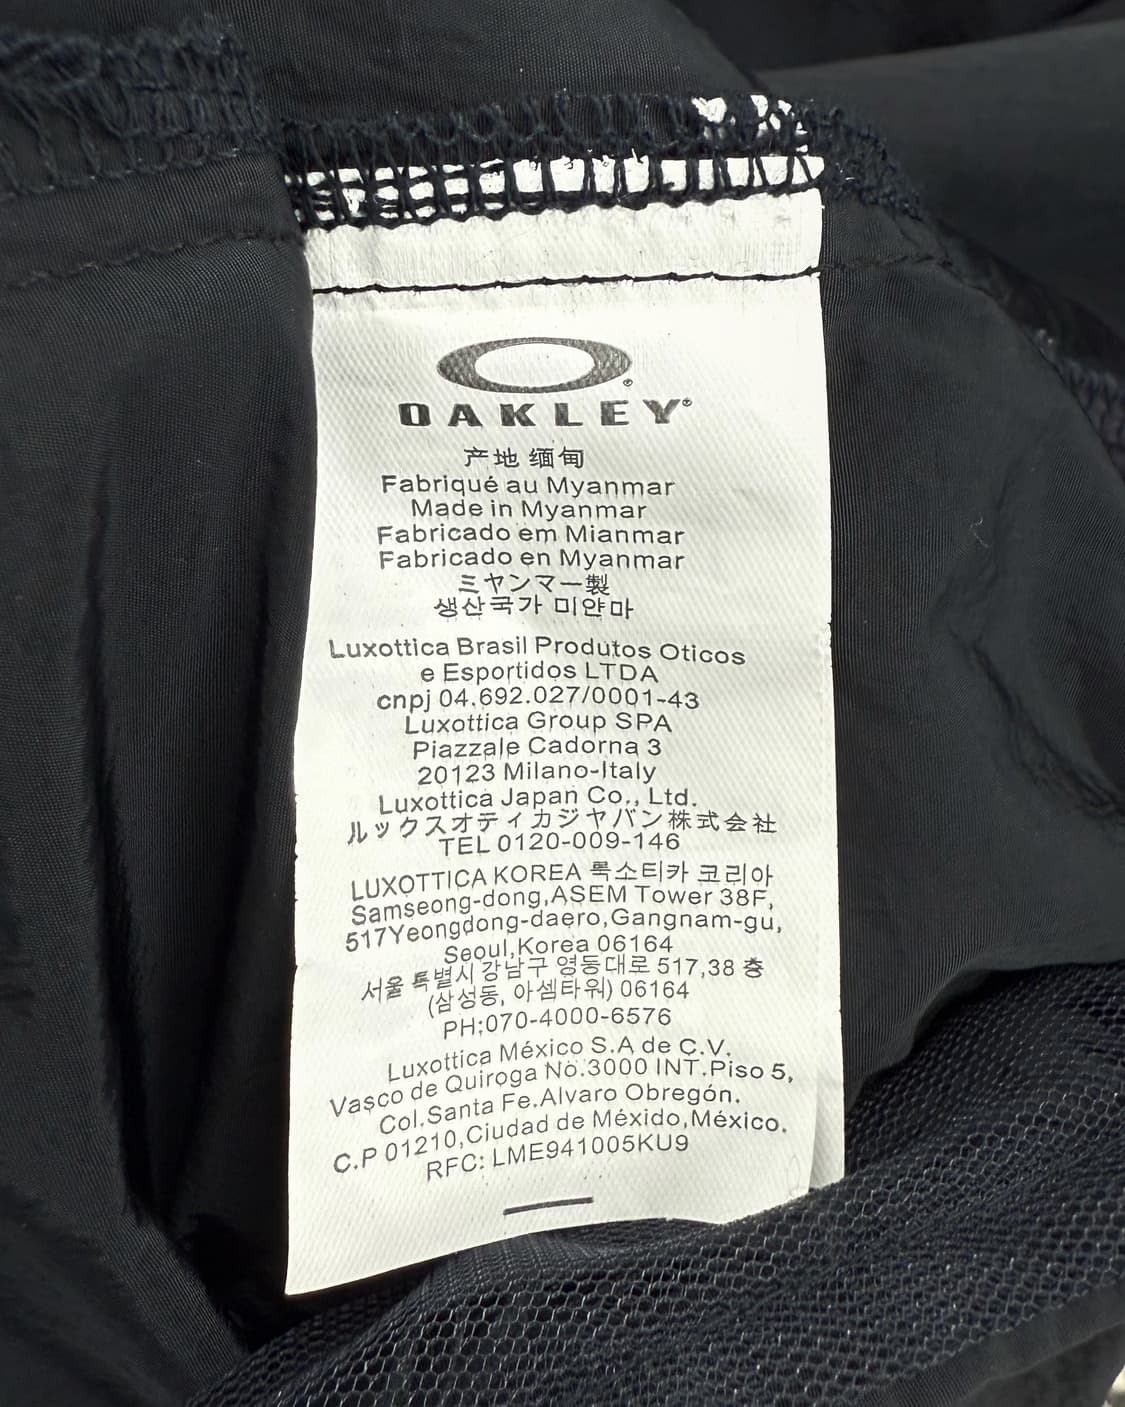 OAKLEY
产地 缅甸
Fabriqué au Myanmar
Made in Myanmar
Fabricado em Mianmar
Fabricado en Myanmar
ミヤンマー製
생산국가 미얀마
Luxottica Brasil Produtos Oticos
e Esportidos LTDA
cnpj 04.692.027/0001-43
Luxottica Group SPA
Piazzale Cadorna 3
20123 Milano-Italy
Luxottica Japan Co., Ltd.
ルックスオティカジヤバン株式会社
TEL 0120-009-146
LUXOTTICA KOREA 록소티카 코리아
Samseong-dong,ASEM Tower 38F,
517Yeongdong-daero,Gangnam-gu,
Seoul,Korea 06164
서울 특별시 강남구 영동대로 517,38 층
(삼성동, 아셈타워) 06164
PH:070-4000-6576
Luxottica México S.A de C.V.
Vasco de Quiroga No.3000 INT.Piso 5,
Col.Santa Fe.Alvaro Obregón.
C.P 01210,Ciudad de Méxido,México.
RFC: LME941005KU9